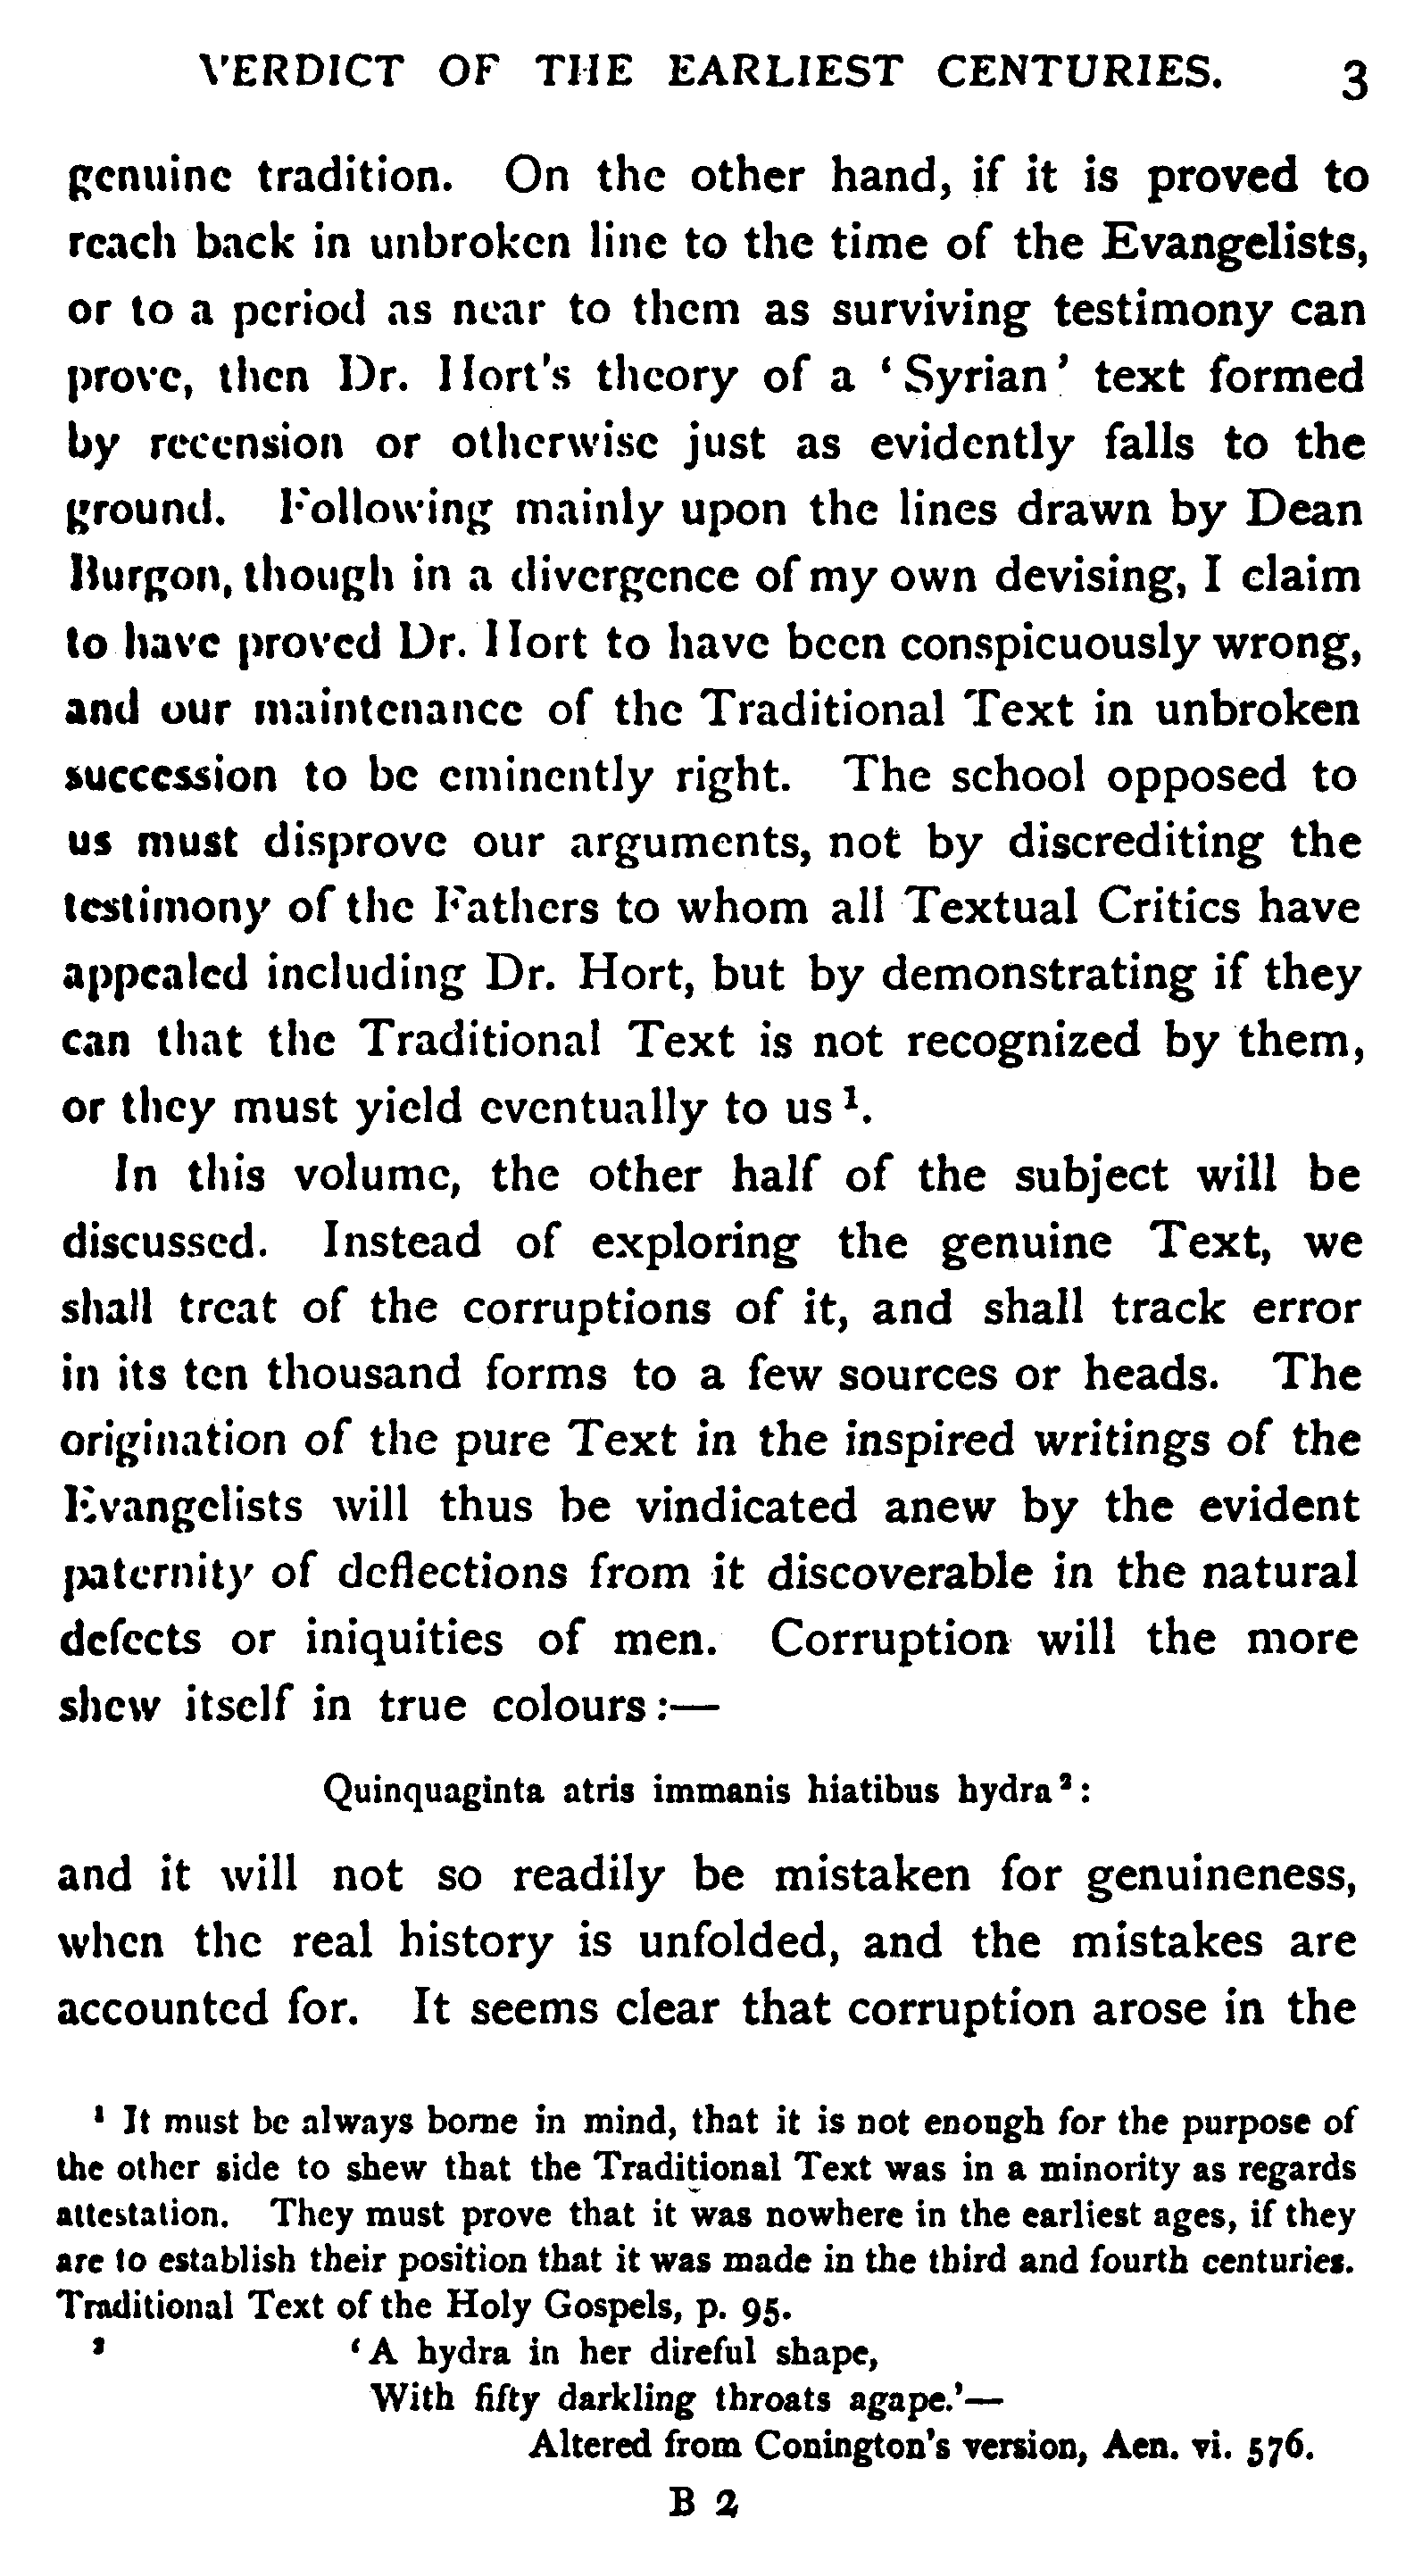 VERDICT OF THE EARLIEST CENTURIES. 3
genuine tradition. On the other hand, if it is proved to
reach back in unbroken line to the time of the Evangelists,
or to a period as near to them as surviving testimony can
prove, then Dr. Hort's theory of a ‘Syrian’ text formed
by recension or otherwise just as evidently falls to the
ground. Following mainly upon the lines drawn by Dean
Burgon, though in a divergence of my own devising, I claim
to have proved Dr. Hort to have been conspicuously wrong,
and our maintenance of the Traditional Text in unbroken
succession to be eminently right. The school opposed to
us must disprove our arguments, not by discrediting the
testimony of the Fathers to whom all Textual Critics have
appealed including Dr. Hort, but by demonstrating if they
can that the Traditional Text is not recognized by them,
or they must yield eventually to us ¹.
In this volume, the other half of the subject will be
discussed. Instead of exploring the genuine Text, we
shall treat of the corruptions of it, and shall track error
in its ten thousand forms to a few sources or heads. The
origination of the pure Text in the inspired writings of the
Evangelists will thus be vindicated anew by the evident
paternity of deflections from it discoverable in the natural
defects or iniquities of men. Corruption will the more
shew itself in true colours:—
Quinquaginta atris immanis hiatibus hydra ²:
and it will not so readily be mistaken for genuineness,
when the real history is unfolded, and the mistakes are
accounted for. It seems clear that corruption arose in the
¹ It must be always borne in mind, that it is not enough for the purpose of
the other side to shew that the Traditional Text was in a minority as regards
attestation. They must prove that it was nowhere in the earliest ages, if they
are to establish their position that it was made in the third and fourth centuries.
Traditional Text of the Holy Gospels, p. 95.
² ‘A hydra in her direful shape,
With fifty darkling throats agape.’—
Altered from Conington's version, Aen. vi. 576.
B 2